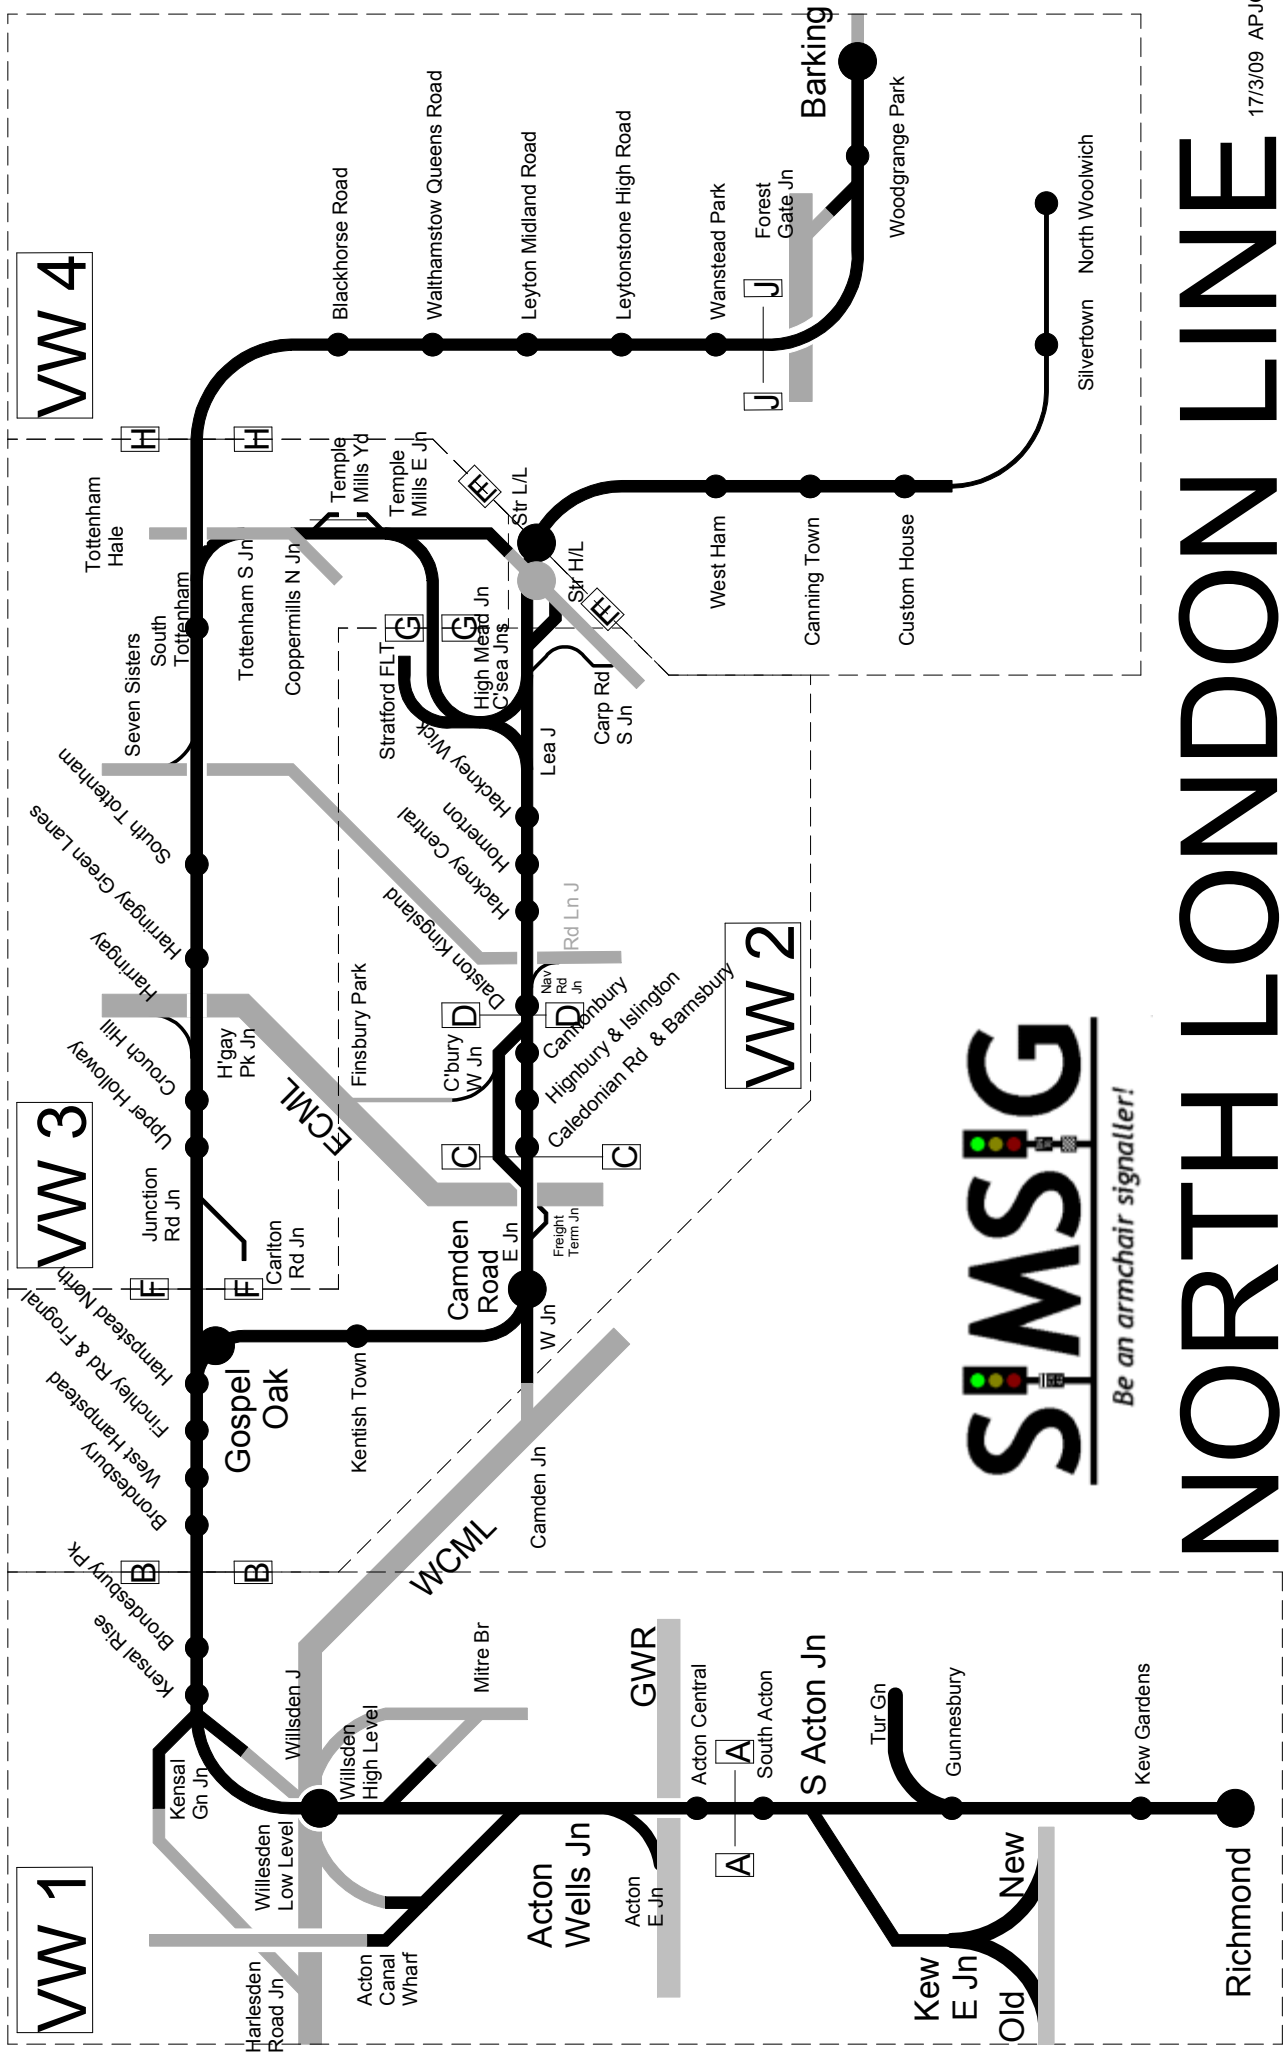 VW 1
VW 3
VW 4
VW 2
Harlesden
Road Jn
Kensal
Gn Jn
Willesden
Low Level
Willsden J
Willsden
High Level
Mitre Br
Acton
Canal
Wharf
Acton
Wells Jn
Acton
E Jn
GWR
Acton Central
South Acton
A
A
S Acton Jn
Tur Gn
Gunnesbury
Kew
E Jn
Old
New
Kew Gardens
Richmond
Kensal Rise
Brondesbury Pk
B
B
Brondesbury
West Hampstead
Finchley Rd & Frognal
Hampstead North
Gospel
Oak
Kentish Town
WCML
Camden Jn
W Jn
Camden
Road
E Jn
Freight
Term Jn
F
F
Carlton
Rd Jn
Junction
Rd Jn
Upper Holloway
Crouch Hill
Harringay
H'gay
Pk Jn
ECML
Harringay Green Lanes
South Tottenham
Seven Sisters
South
Tottenham
Tottenham
Hale
Tottenham S Jn
Coppermills N Jn
Temple
Mills Yd
Temple
Mills E Jn
H
H
Finsbury Park
C'bury
W Jn
C
C
D
D
Caledonian Rd & Barnsbury
Hignbury & Islington
Cannonbury
Dalston Kingsland
Nav
Rd
Jn
Rd Ln J
Hackney Central
Homerton
Hackney Wick
Lea J
Stratford FLT
G
G
High Mead Jn
C'sea Jns
Carp Rd
S Jn
Str H/L
Str L/L
E
E
West Ham
Canning Town
Custom House
Silvertown
North Woolwich
Blackhorse Road
Walthamstow Queens Road
Leyton Midland Road
Leytonstone High Road
Wanstead Park
J
J
Forest
Gate Jn
Woodgrange Park
Barking
SIMSIG
Be an armchair signaller!
NORTH LONDON LINE
17/3/09